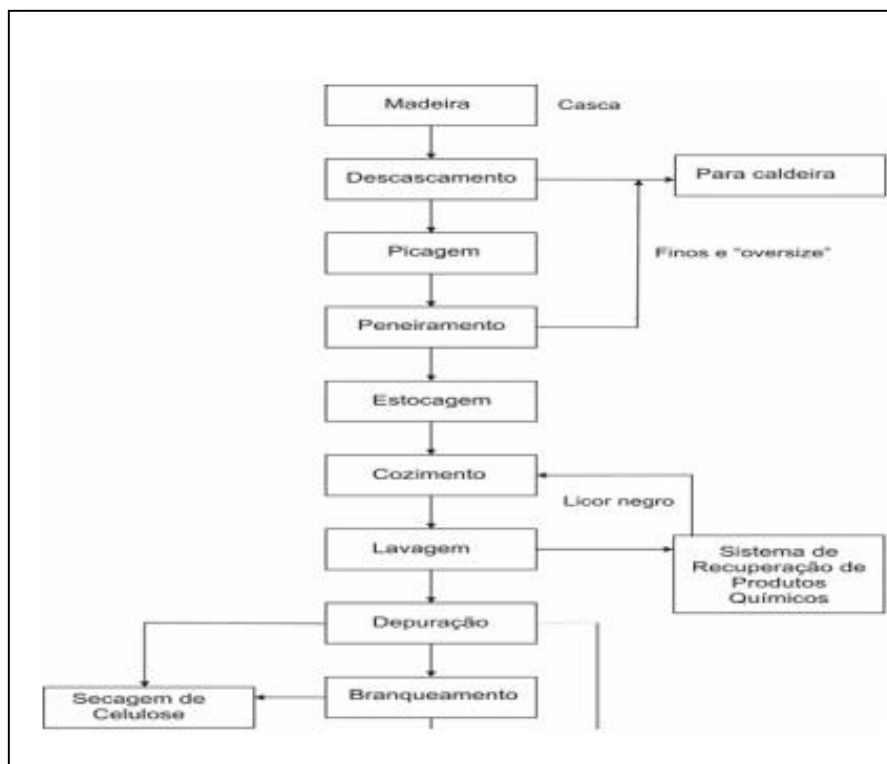 Madeira
Casca
Descascamento
Para caldeira
Picagem
Finos e "oversize"
Peneiramento
Estocagem
Cozimento
Licor negro
Lavagem
Sistema de
Recuperação de
Produtos
Químicos
Depuração
Branqueamento
Secagem de
Celulose